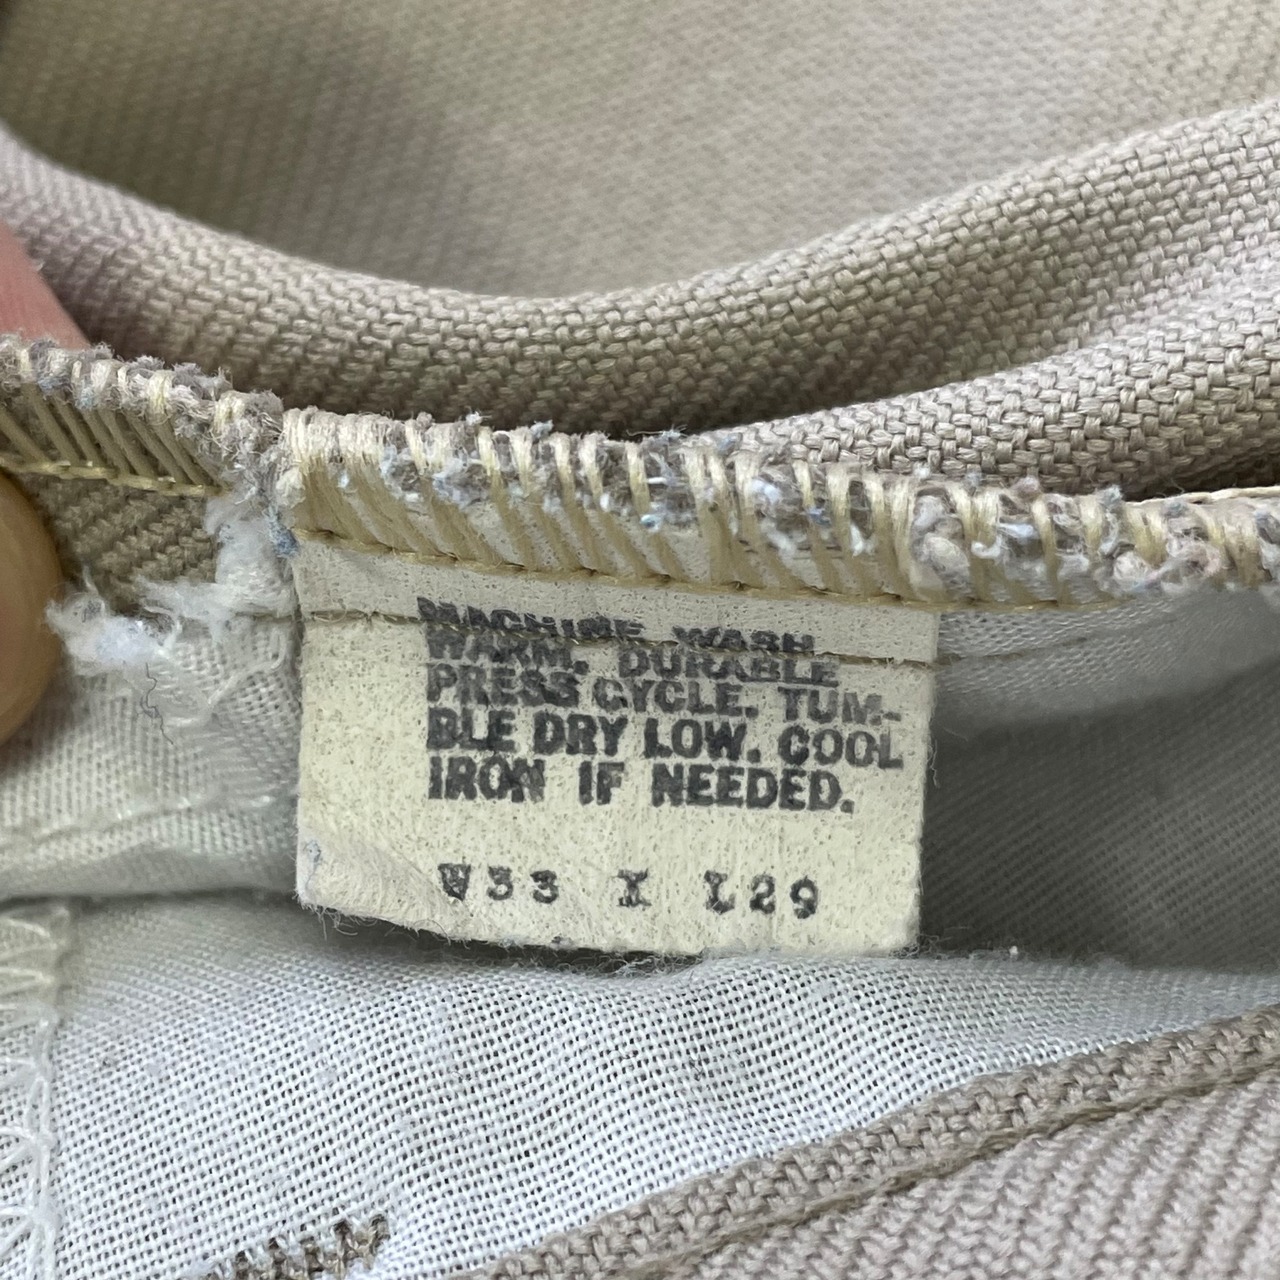 MACHINE WASH
WARM. DURABLE
PRESS CYCLE. TUM-
BLE DRY LOW. COOL
IRON IF NEEDED.
W33 X L29